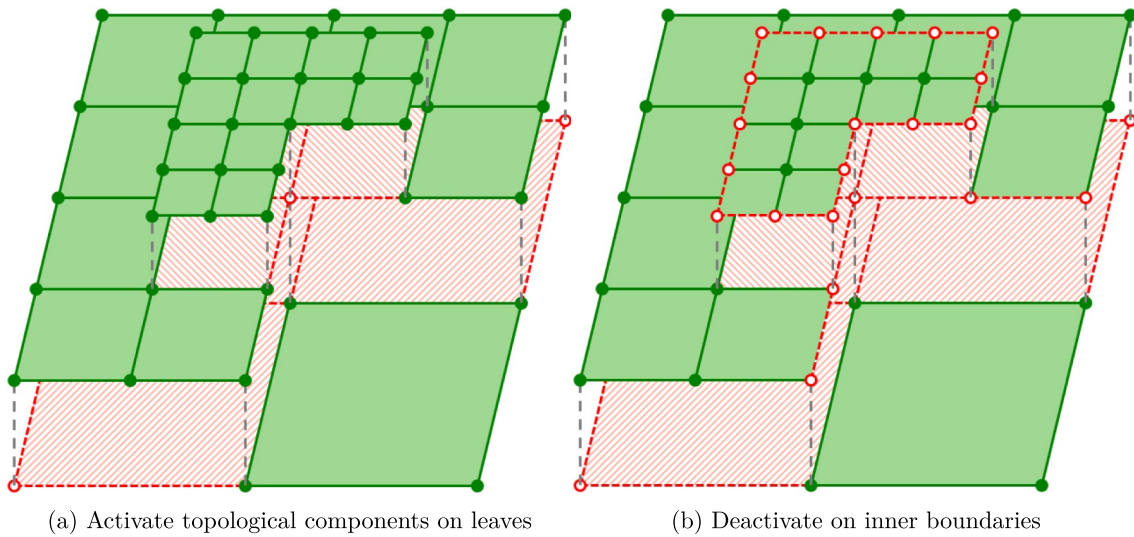 (a) Activate topological components on leaves
(b) Deactivate on inner boundaries